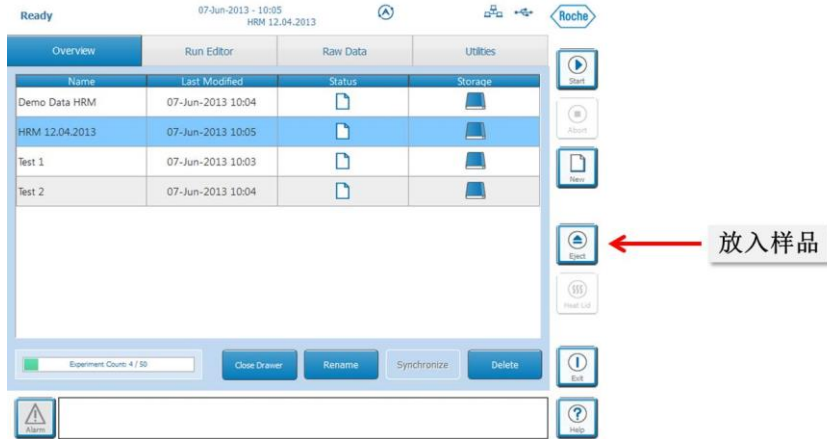 Ready
07-Jun-2013 - 10:05
HRM 12.04.2013
Roche
Overview
Run Editor
Raw Data
Utilities
Name
Last Modified
Status
Storage
Demo Data HRM
07-Jun-2013 10:04
HRM 12.04.2013
07-Jun-2013 10:05
Test 1
07-Jun-2013 10:03
Test 2
07-Jun-2013 10:04
Start
Abort
New
Eject
放入样品
Heat Lid
Experiment Count: 4 / 50
Close Drawer
Rename
Synchronize
Delete
Exit
Alarm
Help